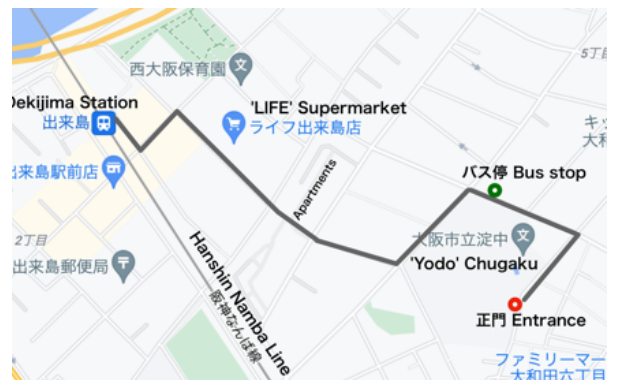 西大阪保育園
5丁目
Dekijima Station
出来島
'LIFE' Supermarket
ライフ出来島店
大和
来島駅前店
Apartments
バス停 Bus stop
2丁目
出来島郵便局
大阪市立淀中
'Yodo' Chugaku
Hanshin Namba Line
阪神なんば線
正門 Entrance
ファミリーマー
大和田六丁目